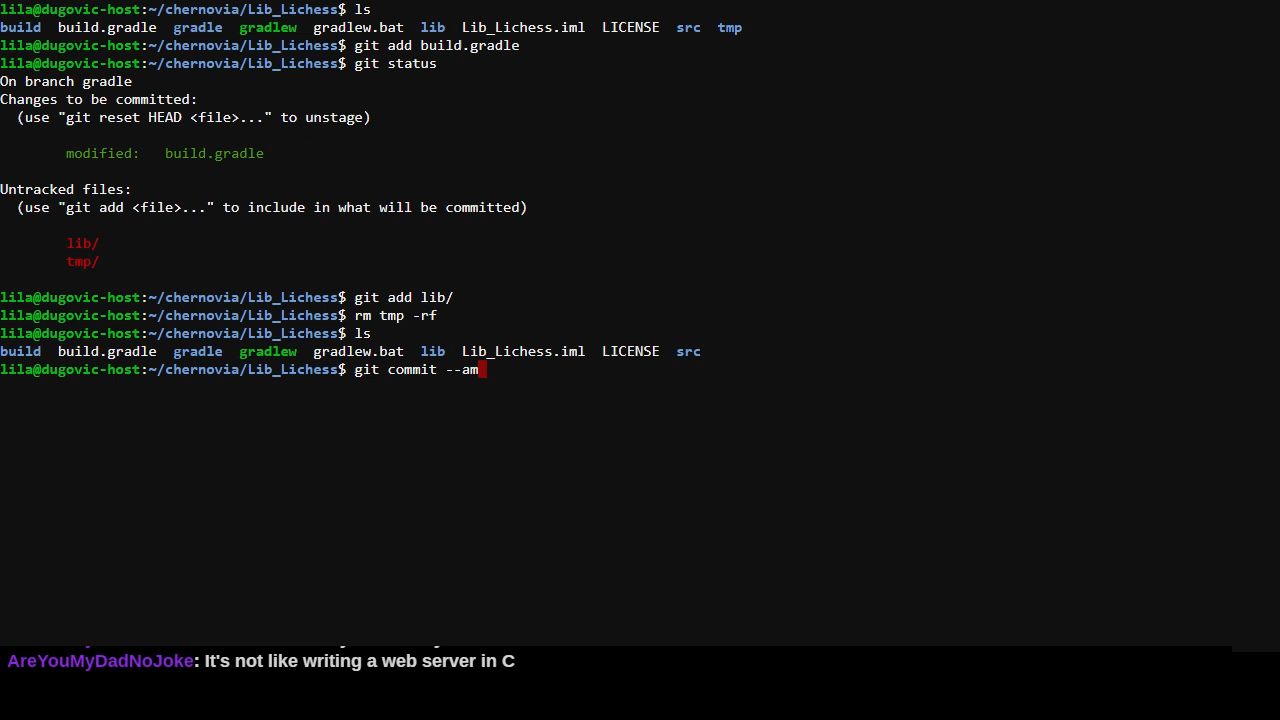 lila@dugovic-host:~/chernovia/Lib_Lichess$ ls
build  build.gradle  gradle  gradlew  gradlew.bat  lib  Lib_Lichess.iml  LICENSE  src  tmp
lila@dugovic-host:~/chernovia/Lib_Lichess$ git add build.gradle
lila@dugovic-host:~/chernovia/Lib_Lichess$ git status
On branch gradle
Changes to be committed:
  (use "git reset HEAD <file>..." to unstage)
        modified:   build.gradle
Untracked files:
  (use "git add <file>..." to include in what will be committed)
        lib/
        tmp/
lila@dugovic-host:~/chernovia/Lib_Lichess$ git add lib/
lila@dugovic-host:~/chernovia/Lib_Lichess$ rm tmp -rf
lila@dugovic-host:~/chernovia/Lib_Lichess$ ls
build  build.gradle  gradle  gradlew  gradlew.bat  lib  Lib_Lichess.iml  LICENSE  src
lila@dugovic-host:~/chernovia/Lib_Lichess$ git commit --am
AreYouMyDadNoJoke: It's not like writing a web server in C